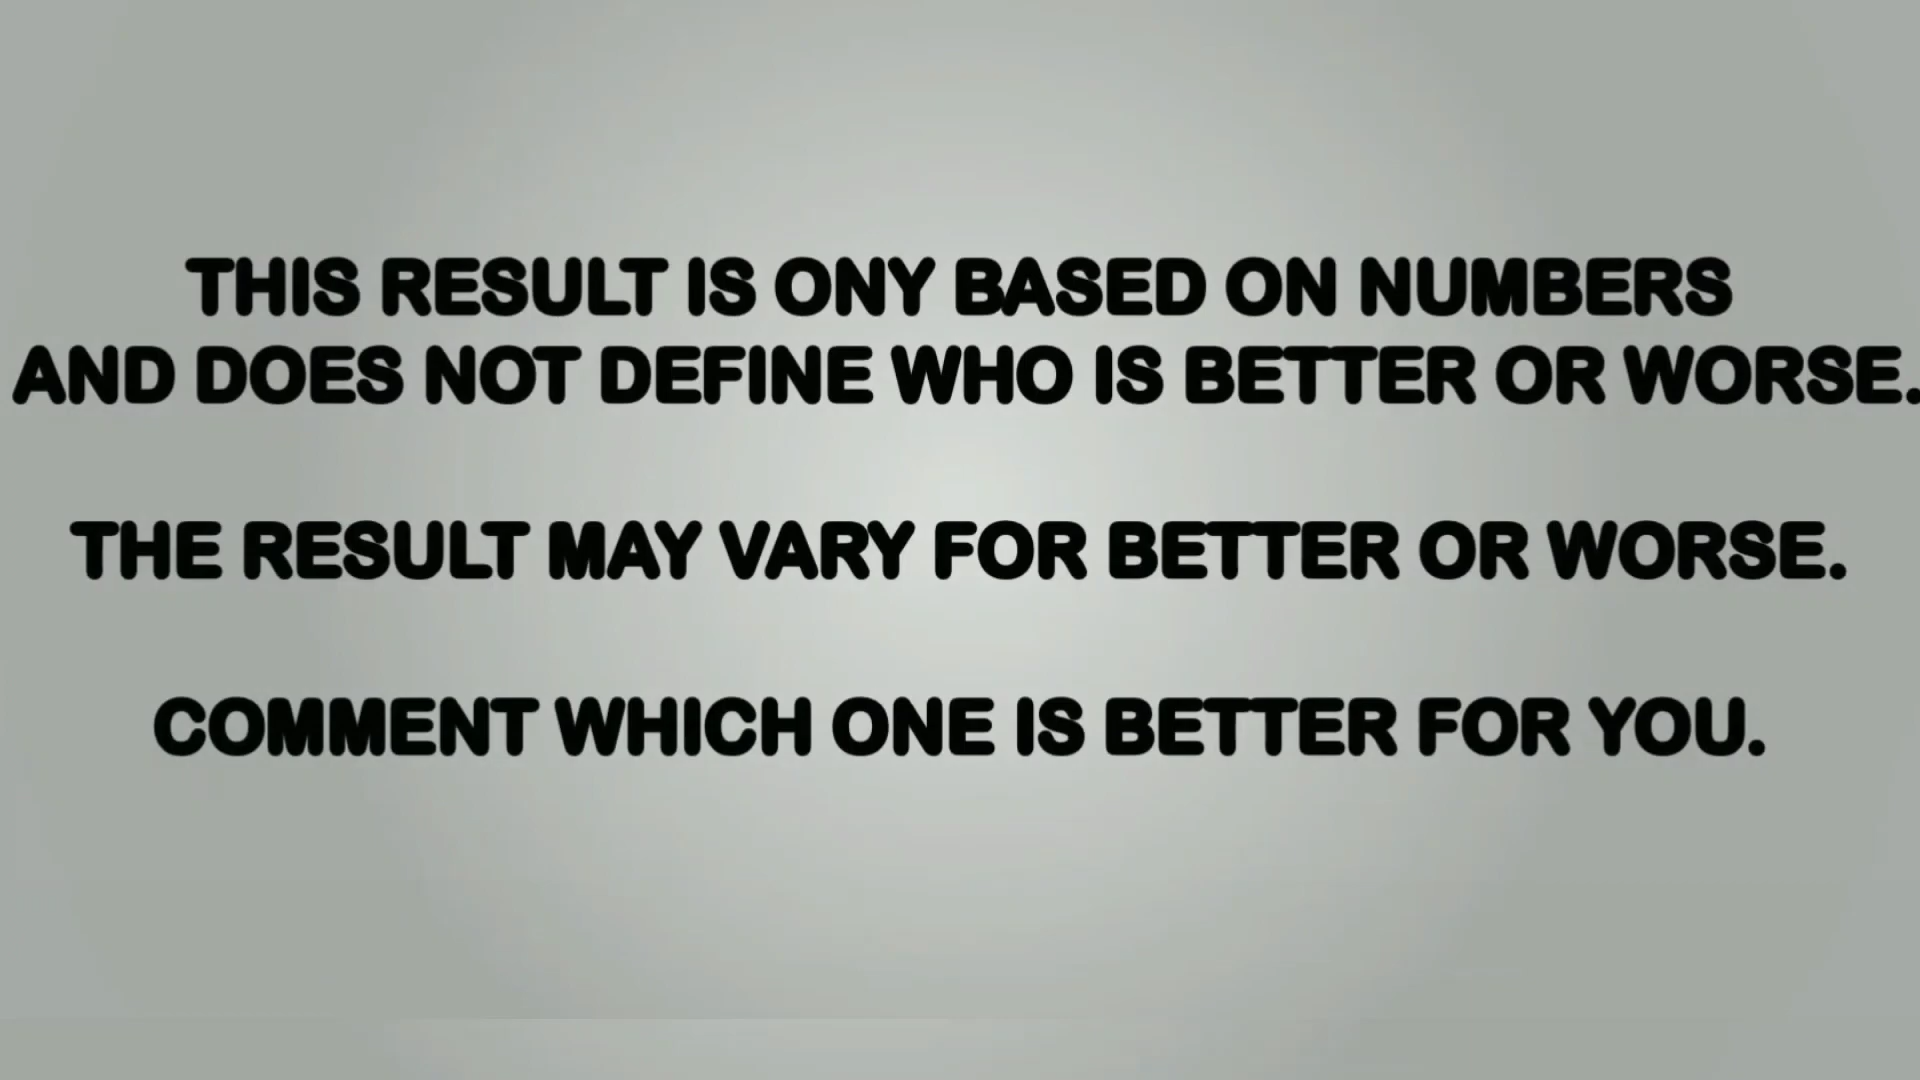 THIS RESULT IS ONY BASED ON NUMBERS
AND DOES NOT DEFINE WHO IS BETTER OR WORSE.
THE RESULT MAY VARY FOR BETTER OR WORSE.
COMMENT WHICH ONE IS BETTER FOR YOU.